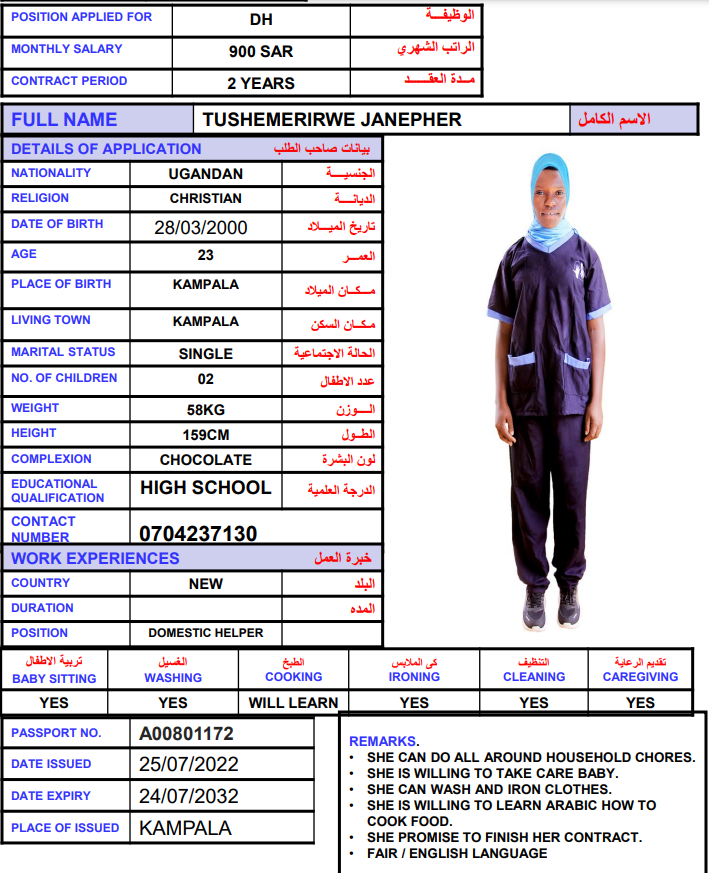 POSITION APPLIED FOR DH الوظيفـــة
MONTHLY SALARY 900 SAR الراتب الشهري
CONTRACT PERIOD 2 YEARS مـدة العقـــد
FULL NAME TUSHEMERIRWE JANEPHER الاسم الكامل
DETAILS OF APPLICATION بيانات صاحب الطلب
NATIONALITY UGANDAN الجنسيـــة
RELIGION CHRISTIAN الديانـــة
DATE OF BIRTH 28/03/2000 تاريخ الميـــلاد
AGE 23 العمـــر
PLACE OF BIRTH KAMPALA مـــكـــان الميلاد
LIVING TOWN KAMPALA مـكــان السكن
MARITAL STATUS SINGLE الحالة الاجتماعية
NO. OF CHILDREN 02 عدد الاطفال
WEIGHT 58KG الـــوزن
HEIGHT 159CM الطــول
COMPLEXION CHOCOLATE لون البشرة
EDUCATIONAL QUALIFICATION HIGH SCHOOL الدرجة العلمية
CONTACT NUMBER 0704237130
WORK EXPERIENCES خبرة العمل
COUNTRY NEW البلد
DURATION المده
POSITION DOMESTIC HELPER
تربية الاطفال الغسيل الطبخ كى الملابس التنظيف تقديم الرعاية
BABY SITTING WASHING COOKING IRONING CLEANING CAREGIVING
YES YES WILL LEARN YES YES YES
PASSPORT NO. A00801172
DATE ISSUED 25/07/2022
DATE EXPIRY 24/07/2032
PLACE OF ISSUED KAMPALA
REMARKS.
• SHE CAN DO ALL AROUND HOUSEHOLD CHORES.
• SHE IS WILLING TO TAKE CARE BABY.
• SHE CAN WASH AND IRON CLOTHES.
• SHE IS WILLING TO LEARN ARABIC HOW TO
COOK FOOD.
• SHE PROMISE TO FINISH HER CONTRACT.
• FAIR / ENGLISH LANGUAGE